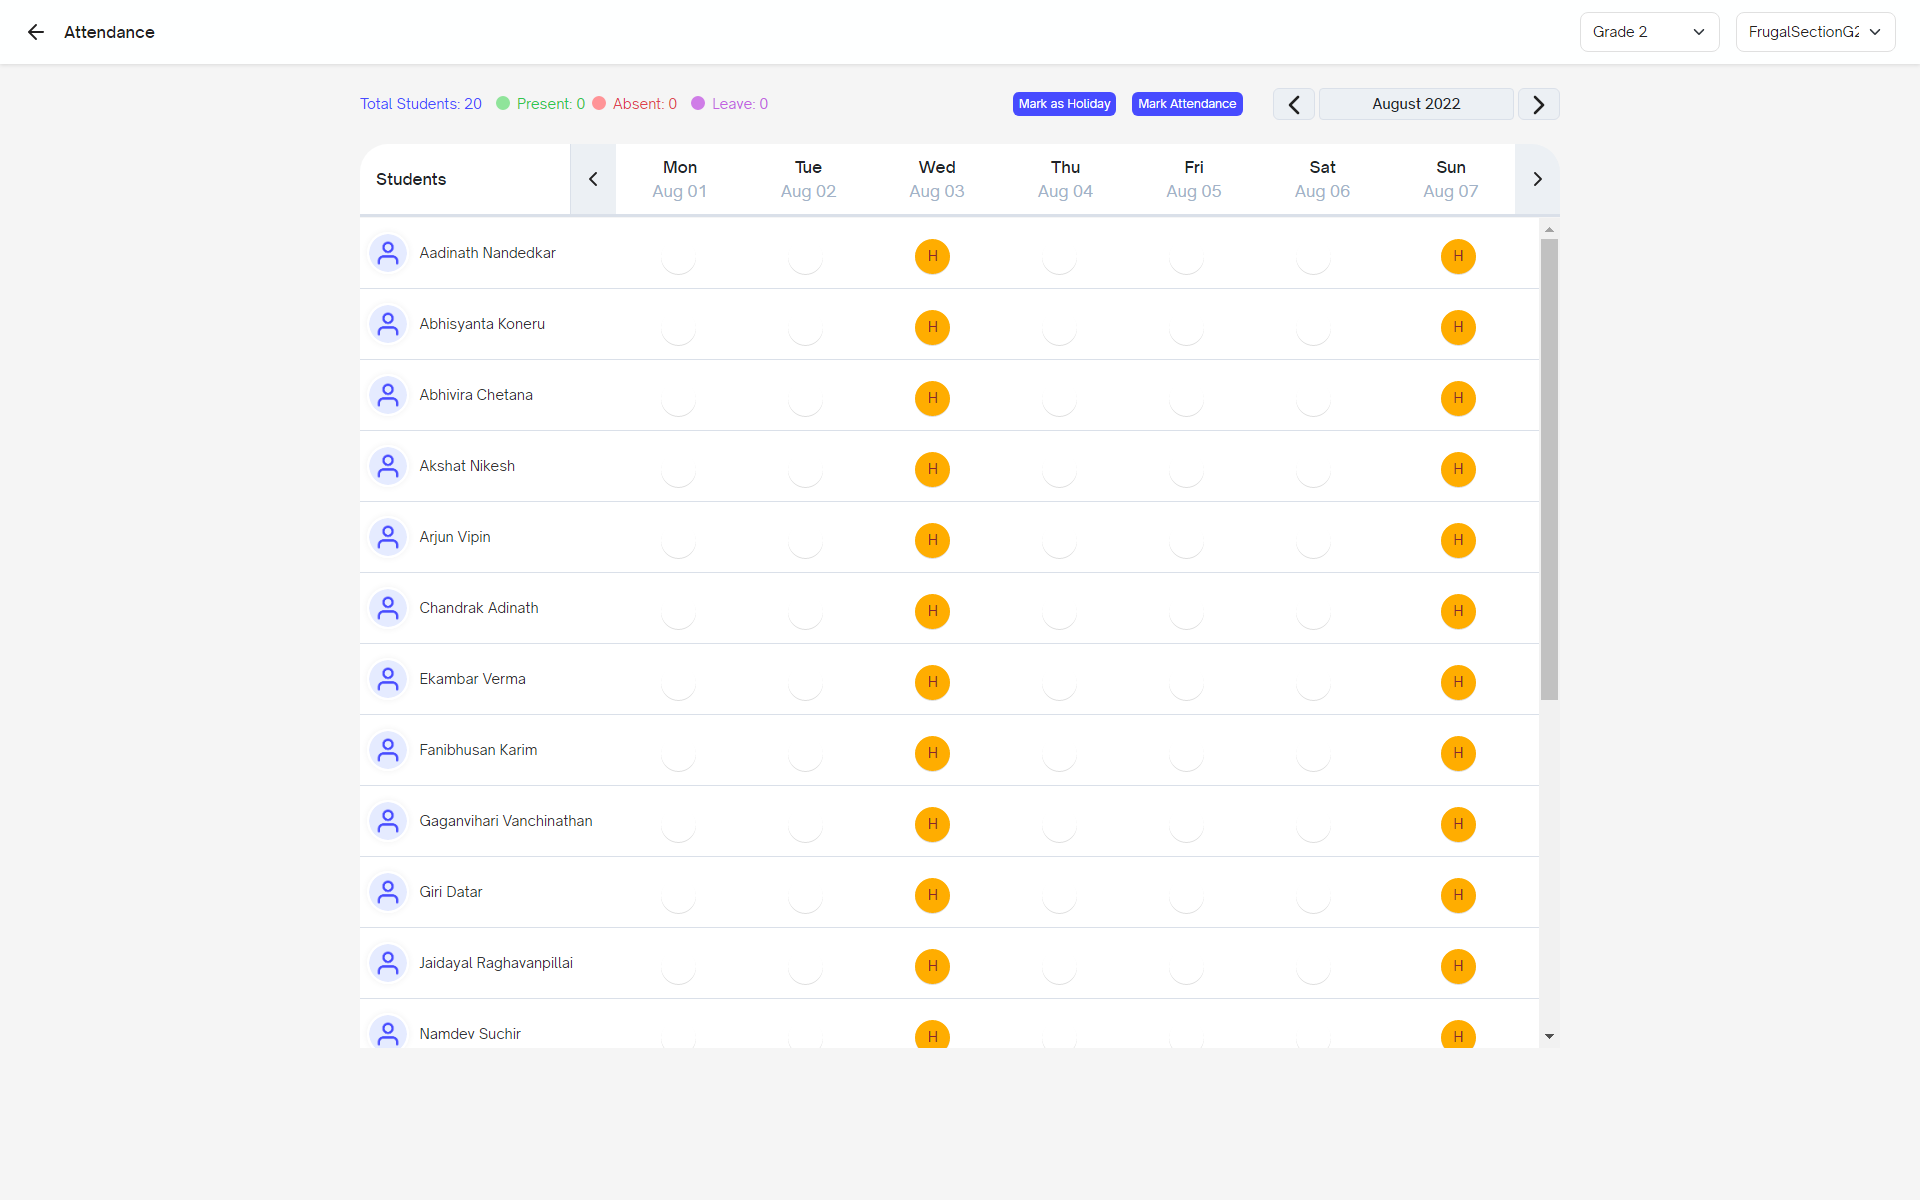 Attendance
Grade 2
FrugalSectionG2
Total Students: 20 Present: 0 Absent: 0 Leave: 0
Mark as Holiday Mark Attendance August 2022
Students Mon Tue Wed Thu Fri Sat Sun
Aug 01 Aug 02 Aug 03 Aug 04 Aug 05 Aug 06 Aug 07
Aadinath Nandedkar H H
Abhisyanta Koneru H H
Abhivira Chetana H H
Akshat Nikesh H H
Arjun Vipin H H
Chandrak Adinath H H
Ekambar Verma H H
Fanibhusan Karim H H
Gaganvihari Vanchinathan H H
Giri Datar H H
Jaidayal Raghavanpillai H H
Namdev Suchir H H